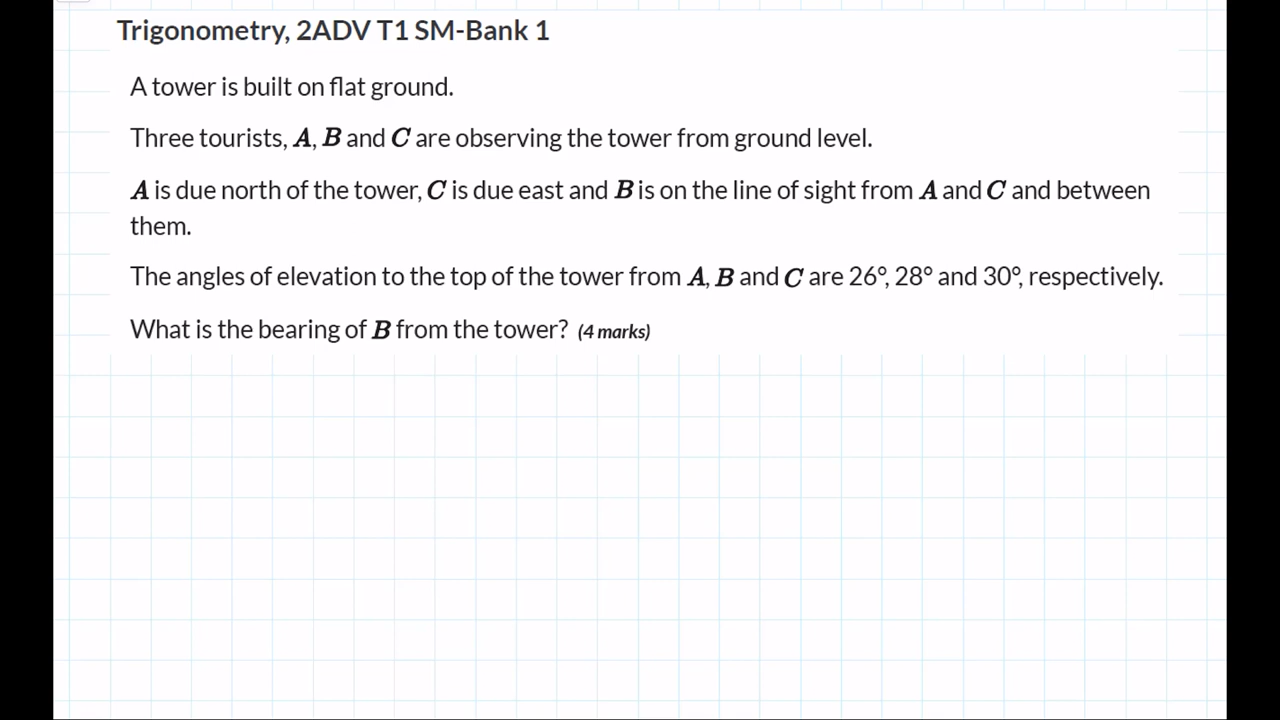 Trigonometry, 2ADV T1 SM-Bank 1
A tower is built on flat ground.
Three tourists, A, B and C are observing the tower from ground level.
A is due north of the tower, C is due east and B is on the line of sight from A and C and between
them.
The angles of elevation to the top of the tower from A, B and C are 26°, 28° and 30°, respectively.
What is the bearing of B from the tower? (4 marks)